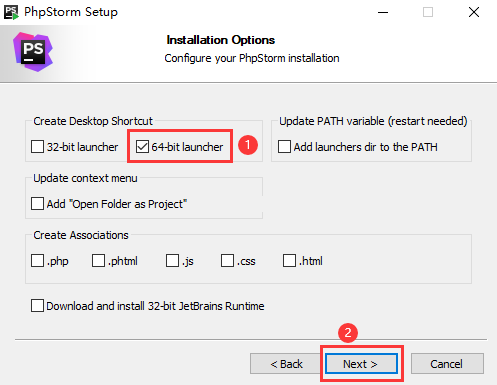 PhpStorm Setup
PS
Installation Options
Configure your PhpStorm installation
Create Desktop Shortcut
32-bit launcher
64-bit launcher
1
Update PATH variable (restart needed)
Add launchers dir to the PATH
Update context menu
Add "Open Folder as Project"
Create Associations
.php
.phtml
.js
.css
.html
Download and install 32-bit JetBrains Runtime
2
< Back
Next >
Cancel